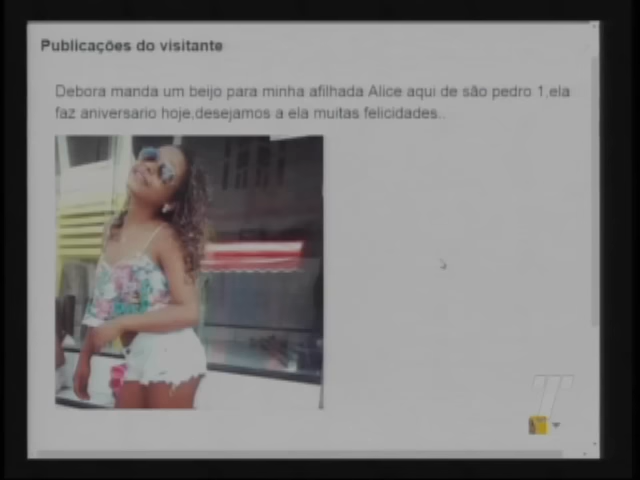 Publicações do visitante
Debora manda um beijo para minha afilhada Alice aqui de são pedro 1,ela
faz aniversario hoje,desejamos a ela muitas felicidades..